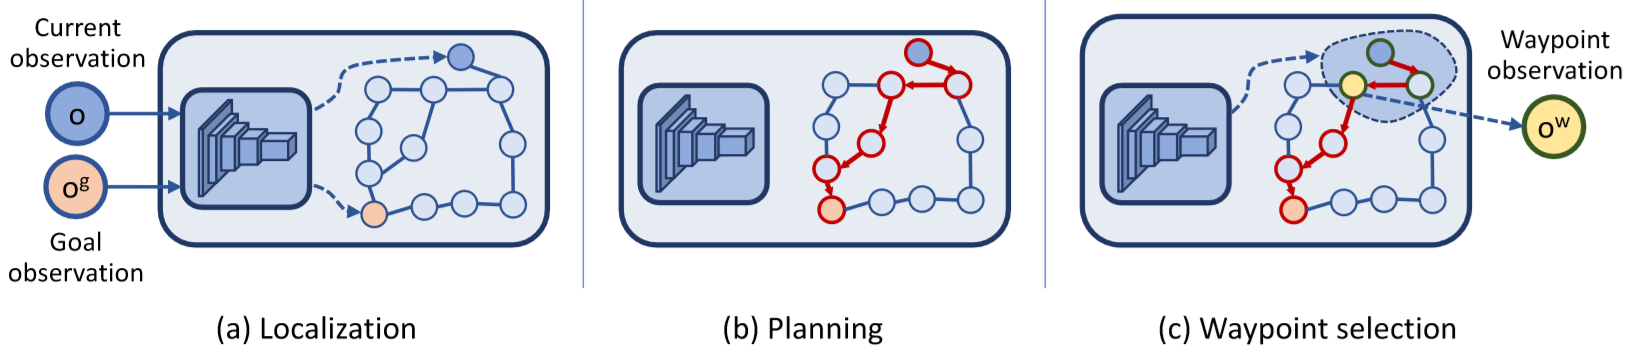 Current
observation
o
o^g
Goal
observation
Waypoint
observation
o^w
(a) Localization
(b) Planning
(c) Waypoint selection